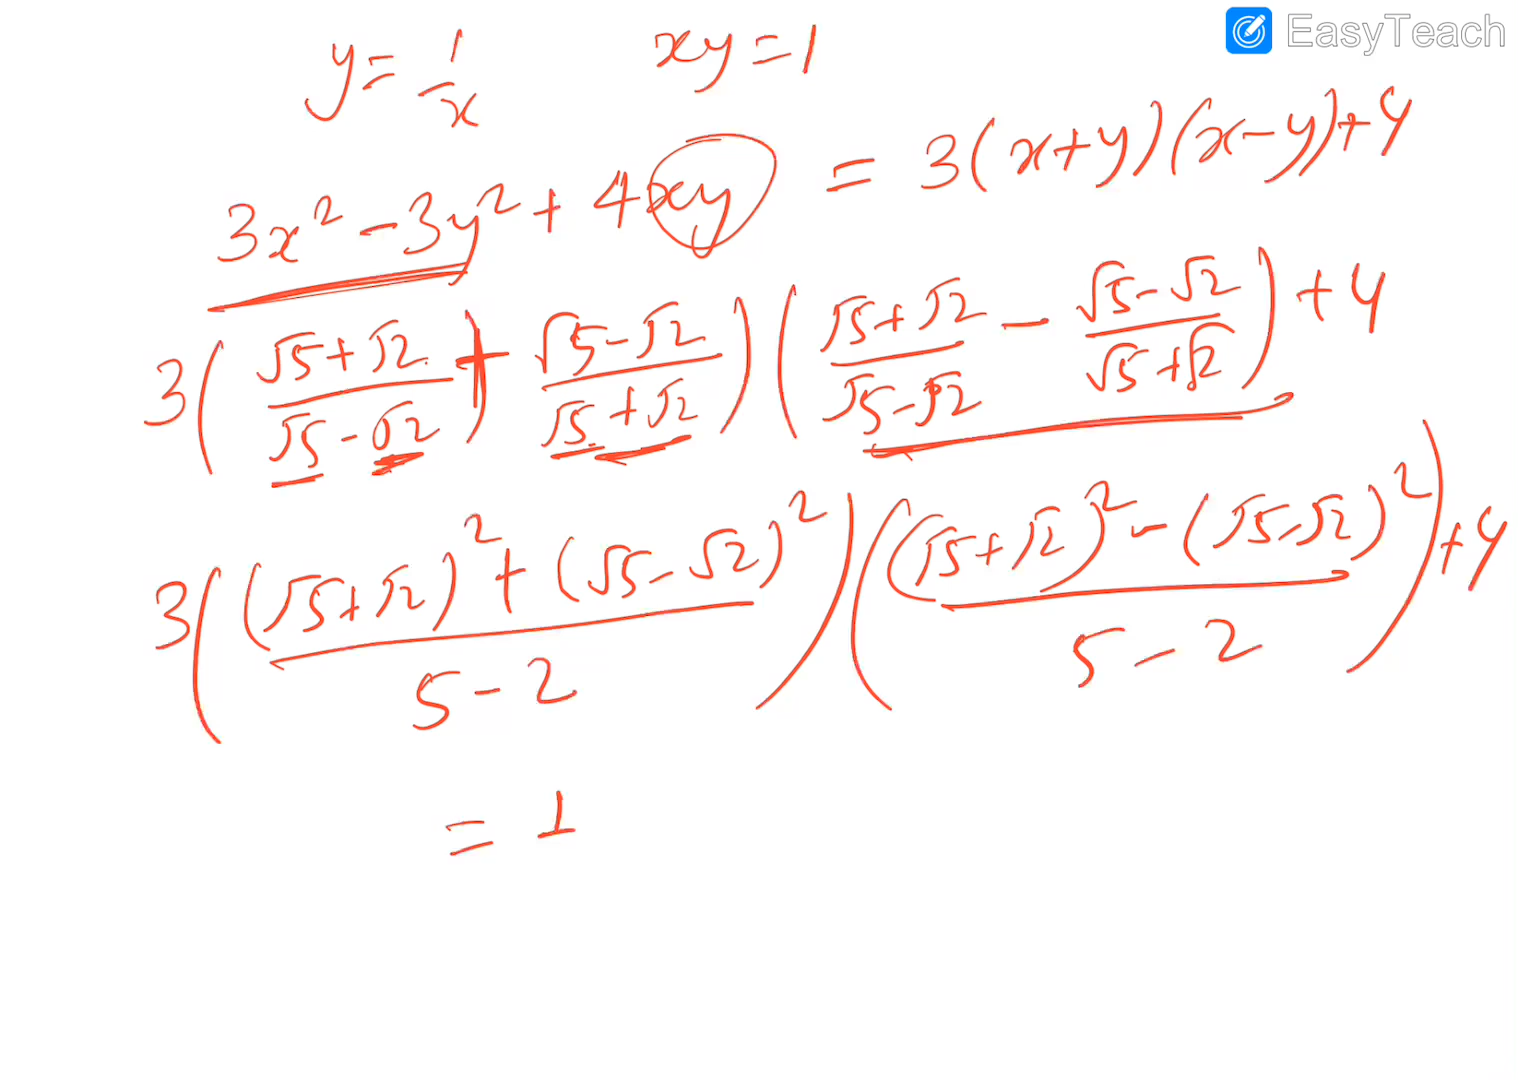 EasyTeach
y = 1/x xy = 1
3x² - 3y² + 4xy = 3(x+y)(x-y)+4
3( (√5+√2)/(√5-√2) + (√5-√2)/(√5+√2) ) ( (√5+√2)/(√5-√2) - (√5-√2)/(√5+√2) ) + 4
3( ((√5+√2)² + (√5-√2)²)/(5-2) ) ( ((√5+√2)² - (√5-√2)²)/(5-2) ) + 4
= 1